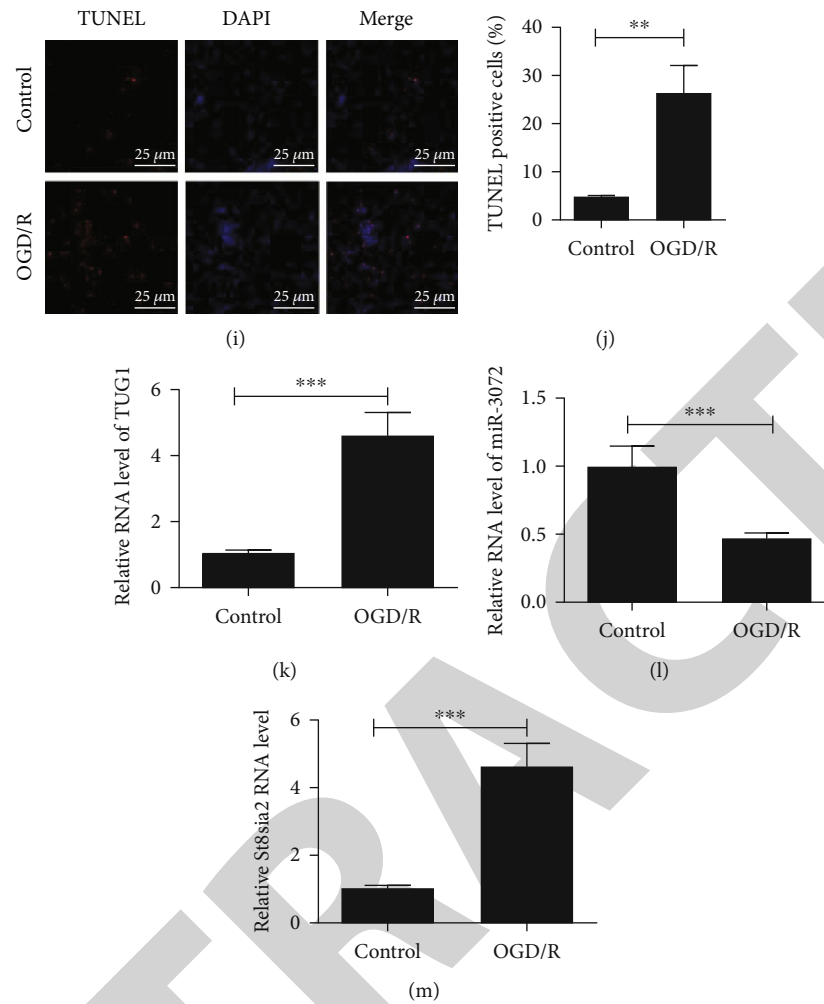 TUNEL DAPI Merge
Control
25 μm 25 μm 25 μm
OGD/R
25 μm 25 μm 25 μm
(i)
TUNEL positive cells (%)
40
30
20
10
0
**
Control OGD/R
(j)
Relative RNA level of TUG1
6
4
2
0
***
Control OGD/R
(k)
Relative RNA level of miR-3072
1.5
1.0
0.5
0.0
***
Control OGD/R
(l)
Relative St8sia2 RNA level
6
4
2
0
***
Control OGD/R
(m)
TRACT